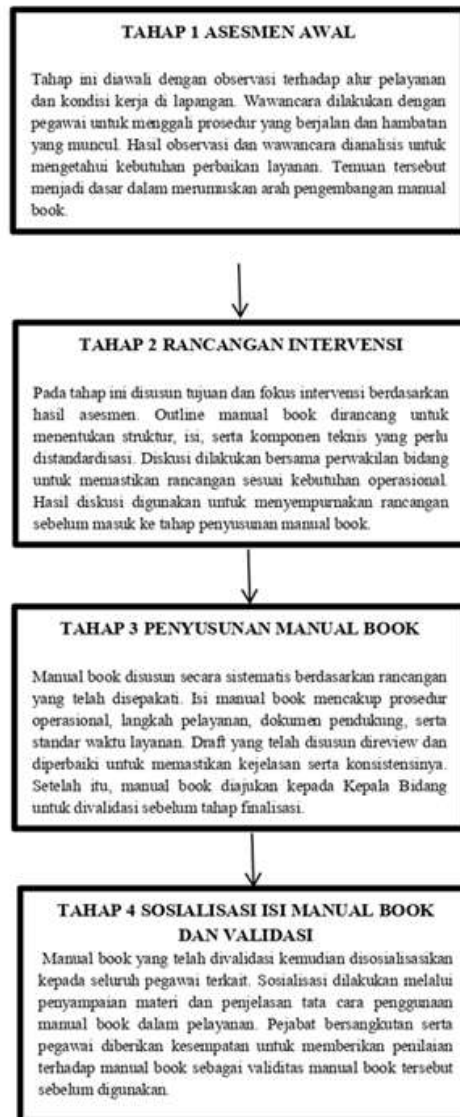 TAHAP 1 ASESMEN AWAL
Tahap ini diawali dengan observasi terhadap alur pelayanan
dan kondisi kerja di lapangan. Wawancara dilakukan dengan
pegawai untuk menggali prosedur yang berjalan dan hambatan
yang muncul. Hasil observasi dan wawancara dianalisis untuk
mengetahui kebutuhan perbaikan layanan. Temuan tersebut
menjadi dasar dalam merumuskan arah pengembangan manual
book.
TAHAP 2 RANCANGAN INTERVENSI
Pada tahap ini disusun tujuan dan fokus intervensi berdasarkan
hasil asesmen. Outline manual book dirancang untuk
menentukan struktur, isi, serta komponen teknis yang perlu
distandardisasi. Diskusi dilakukan bersama perwakilan bidang
untuk memastikan rancangan sesuai kebutuhan operasional.
Hasil diskusi digunakan untuk menyempurnakan rancangan
sebelum masuk ke tahap penyusunan manual book.
TAHAP 3 PENYUSUNAN MANUAL BOOK
Manual book disusun secara sistematis berdasarkan rancangan
yang telah disepakati. Isi manual book mencakup prosedur
operasional, langkah pelayanan, dokumen pendukung, serta
standar waktu layanan. Draft yang telah disusun direview dan
diperbaiki untuk memastikan kejelasan serta konsistensinya.
Setelah itu, manual book diajukan kepada Kepala Bidang
untuk divalidasi sebelum tahap finalisasi.
TAHAP 4 SOSIALISASI ISI MANUAL BOOK
DAN VALIDASI
Manual book yang telah divalidasi kemudian disosialisasikan
kepada seluruh pegawai terkait. Sosialisasi dilakukan melalui
penyampaian materi dan penjelasan tata cara penggunaan
manual book dalam pelayanan. Pejabat bersangkutan serta
pegawai diberikan kesempatan untuk memberikan penilaian
terhadap manual book sebagai validitas manual book tersebut
sebelum digunakan.